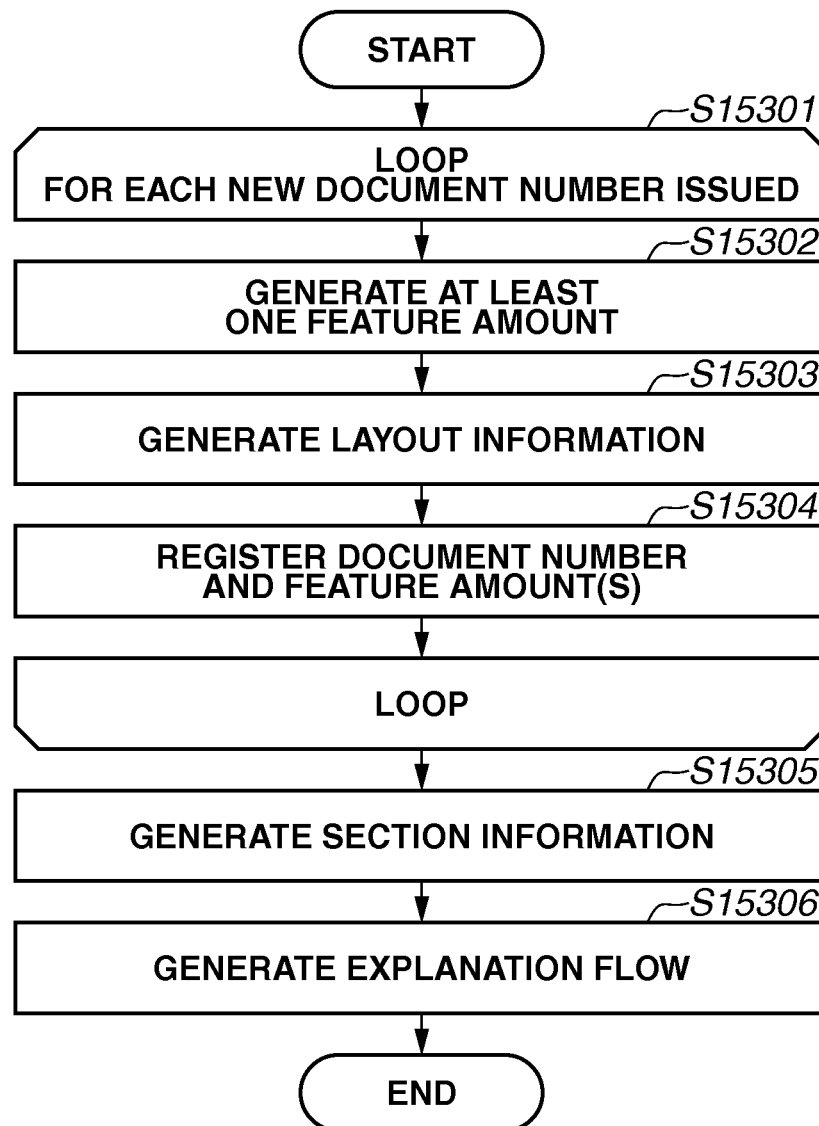 START
S15301
LOOP
FOR EACH NEW DOCUMENT NUMBER ISSUED
S15302
GENERATE AT LEAST
ONE FEATURE AMOUNT
S15303
GENERATE LAYOUT INFORMATION
S15304
REGISTER DOCUMENT NUMBER
AND FEATURE AMOUNT(S)
LOOP
S15305
GENERATE SECTION INFORMATION
S15306
GENERATE EXPLANATION FLOW
END